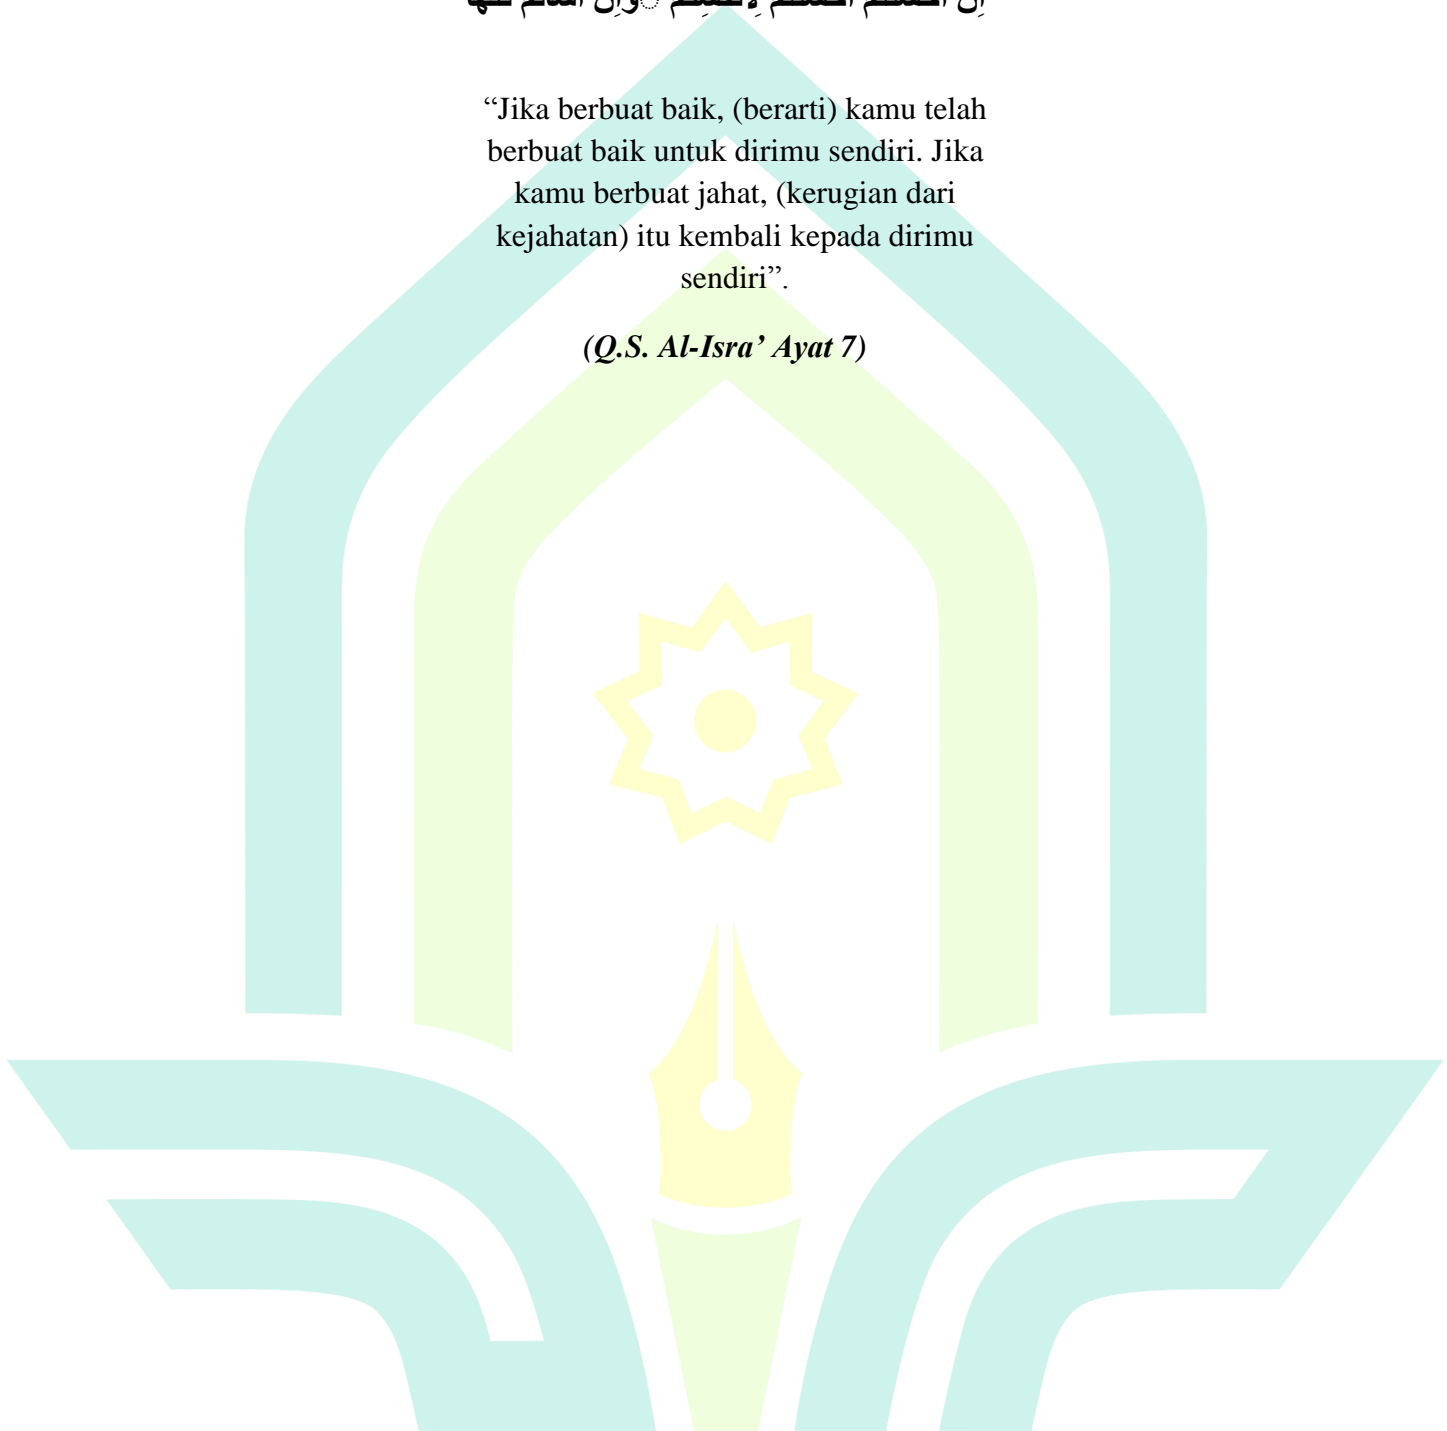 اِنْ اَحْسَنْتُمْ اَحْسَنْتُمْ لِاَنْفُسِكُمْ ۗوَاِنْ اَسَأْتُمْ فَلَهَا
“Jika berbuat baik, (berarti) kamu telah
berbuat baik untuk dirimu sendiri. Jika
kamu berbuat jahat, (kerugian dari
kejahatan) itu kembali kepada dirimu
sendiri”.
(Q.S. Al-Isra’ Ayat 7)